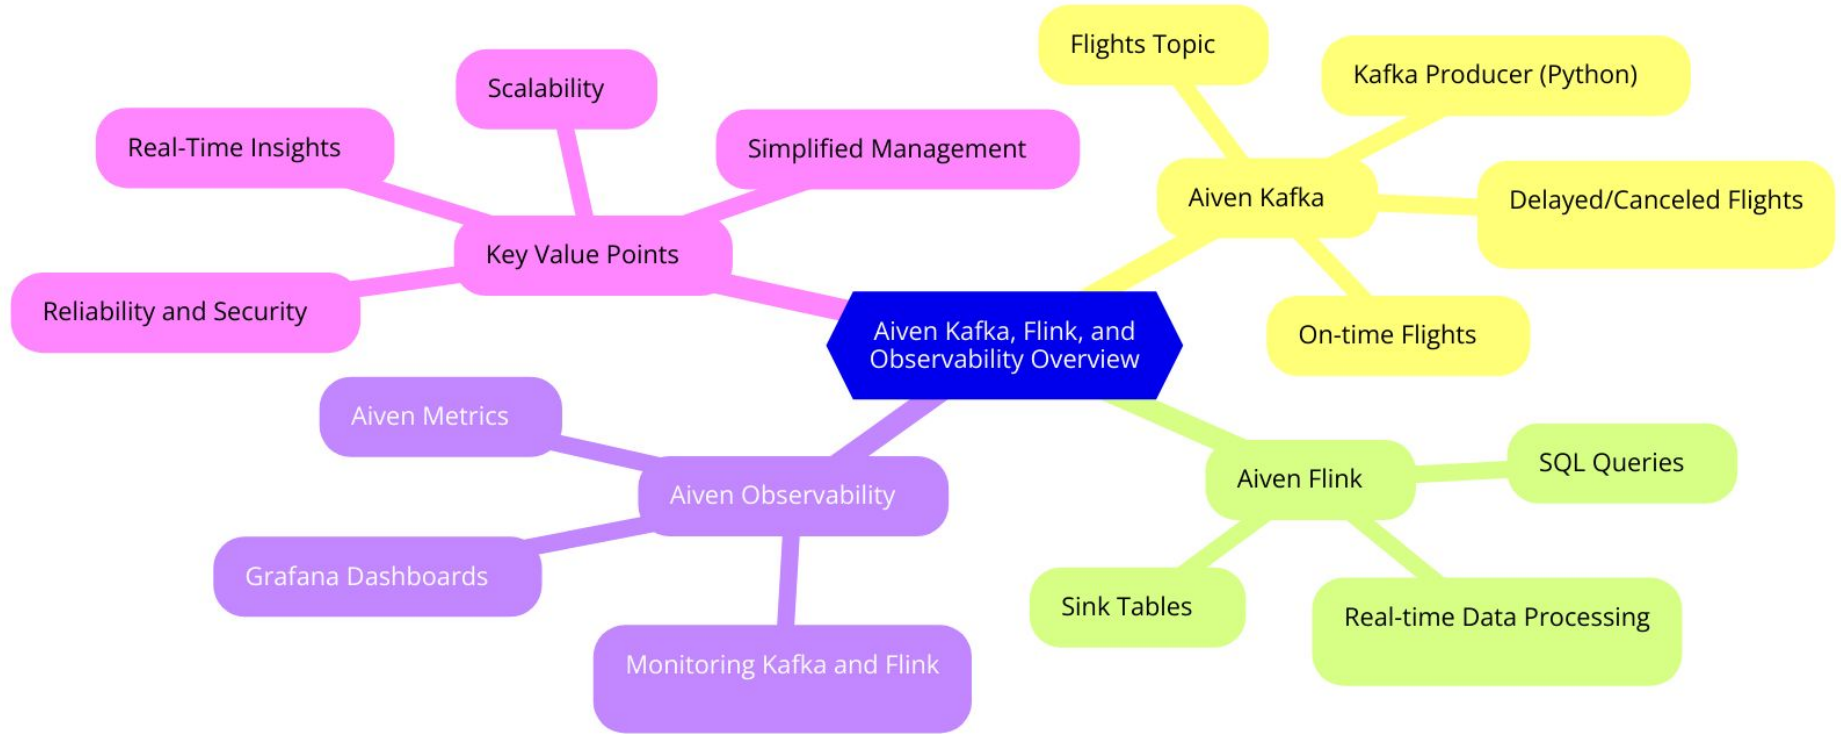 Flights Topic
Kafka Producer (Python)
Scalability
Real-Time Insights
Simplified Management
Aiven Kafka
Delayed/Canceled Flights
Key Value Points
Reliability and Security
Aiven Kafka, Flink, and
Observability Overview
On-time Flights
Aiven Metrics
SQL Queries
Aiven Flink
Aiven Observability
Grafana Dashboards
Sink Tables
Real-time Data Processing
Monitoring Kafka and Flink